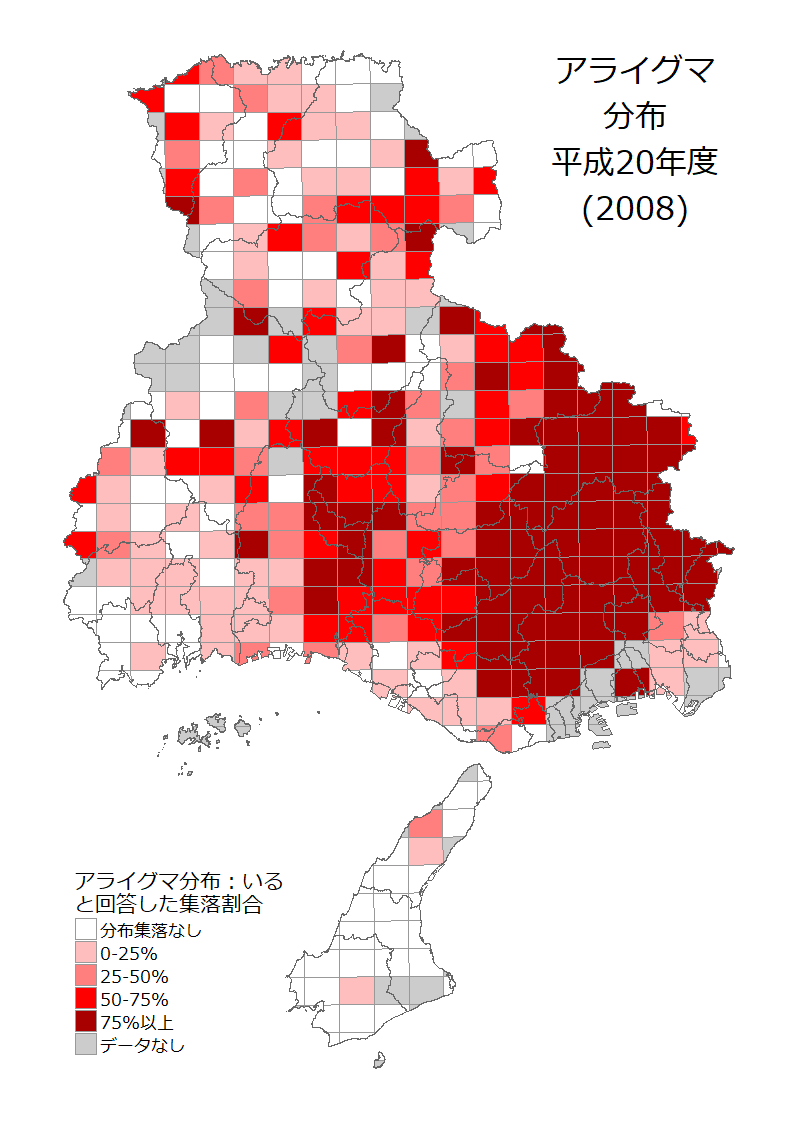 アライグマ
分布
平成20年度
(2008)
アライグマ分布：いる
と回答した集落割合
分布集落なし
0-25%
25-50%
50-75%
75%以上
データなし